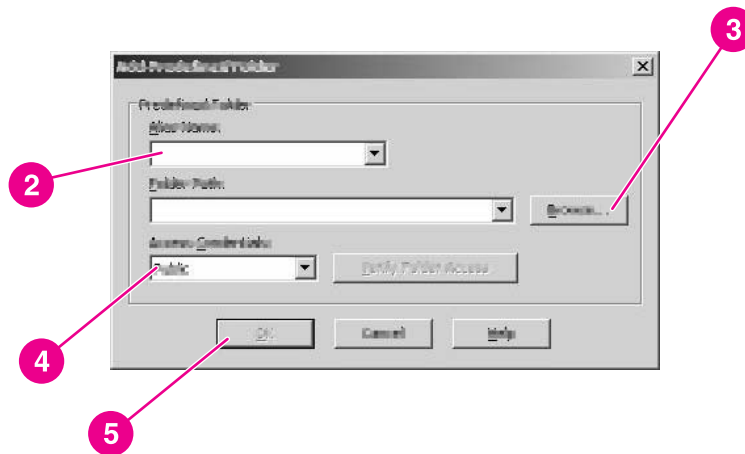 3
Add Predefined Folder
Predefined Folder
Alias Name:
2
Folder Path:
Browse...
Access Credentials:
Public
Verify Folder Access
OK
Cancel
Help
4
5